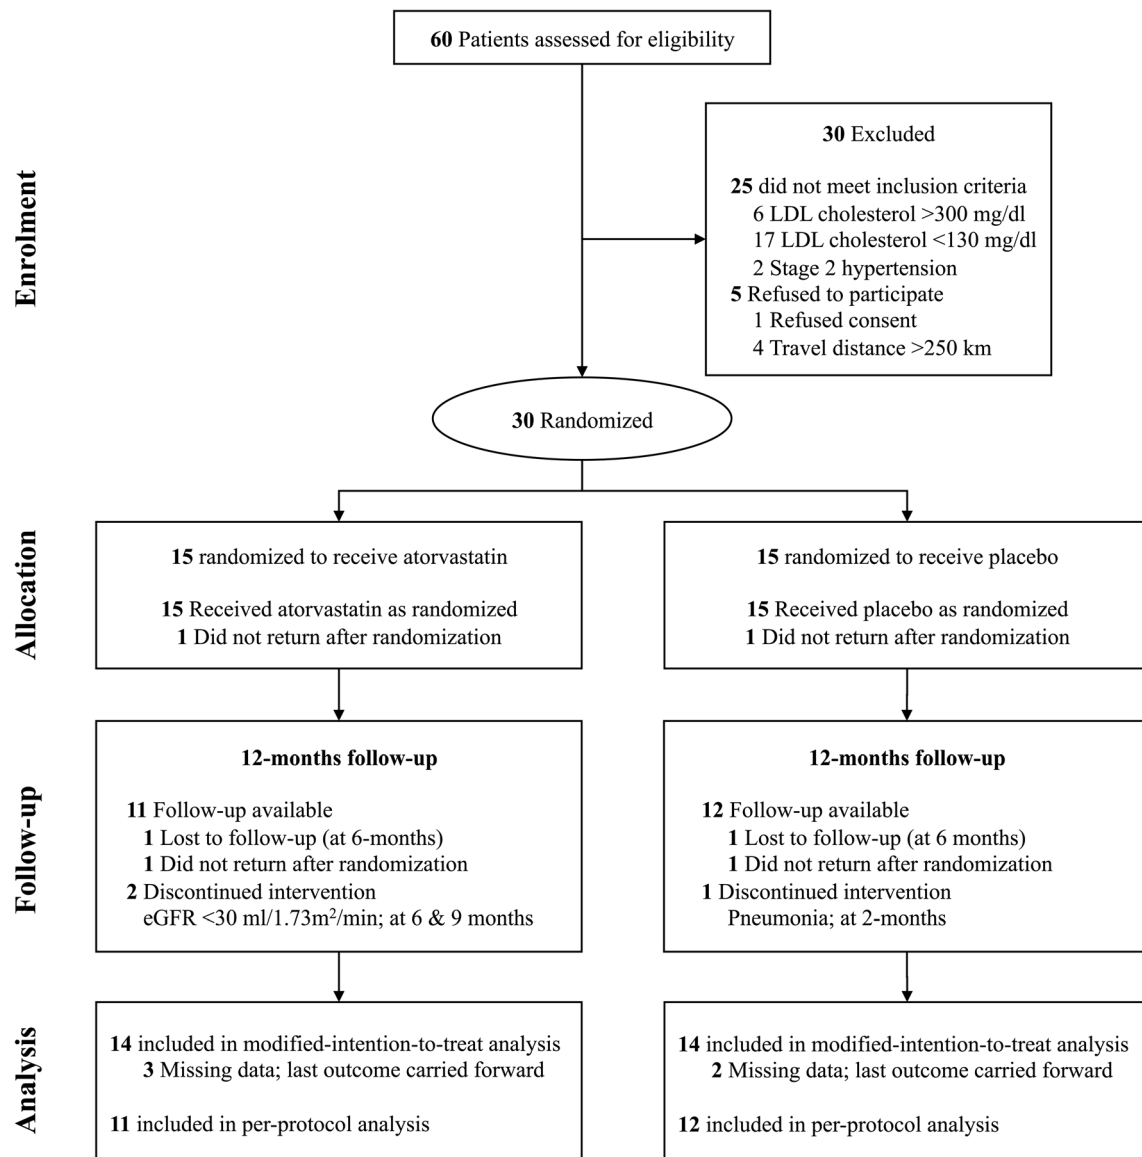 60 Patients assessed for eligibility
Enrolment
30 Excluded
25 did not meet inclusion criteria
6 LDL cholesterol >300 mg/dl
17 LDL cholesterol <130 mg/dl
2 Stage 2 hypertension
5 Refused to participate
1 Refused consent
4 Travel distance >250 km
30 Randomized
Allocation
15 randomized to receive atorvastatin
15 Received atorvastatin as randomized
1 Did not return after randomization
15 randomized to receive placebo
15 Received placebo as randomized
1 Did not return after randomization
Follow-up
12-months follow-up
11 Follow-up available
1 Lost to follow-up (at 6-months)
1 Did not return after randomization
2 Discontinued intervention
eGFR <30 ml/1.73m²/min; at 6 & 9 months
12-months follow-up
12 Follow-up available
1 Lost to follow-up (at 6 months)
1 Did not return after randomization
1 Discontinued intervention
Pneumonia; at 2-months
Analysis
14 included in modified-intention-to-treat analysis
3 Missing data; last outcome carried forward
11 included in per-protocol analysis
14 included in modified-intention-to-treat analysis
2 Missing data; last outcome carried forward
12 included in per-protocol analysis